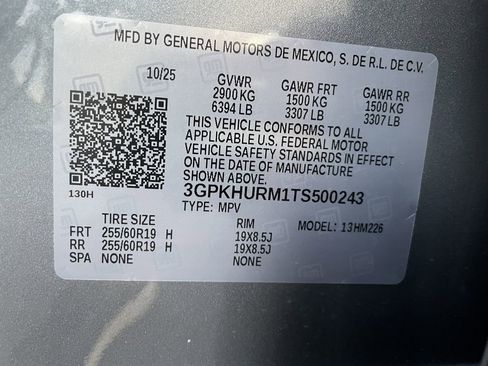 MFD BY GENERAL MOTORS DE MEXICO, S. DE R.L. DE C.V.
10/25 GVWR GAWR FRT GAWR RR
2900 KG 1500 KG 1500 KG
6394 LB 3307 LB 3307 LB
THIS VEHICLE CONFORMS TO ALL
APPLICABLE U.S. FEDERAL MOTOR
VEHICLE SAFETY STANDARDS IN EFFECT
ON THE DATE OF MANUFACTURE
SHOWN ABOVE.
130H 3GPKHURM1TS500243
TYPE: MPV
TIRE SIZE RIM MODEL: 13HM226
FRT 255/60R19 H 19X8.5J
RR 255/60R19 H 19X8.5J
SPA NONE NONE